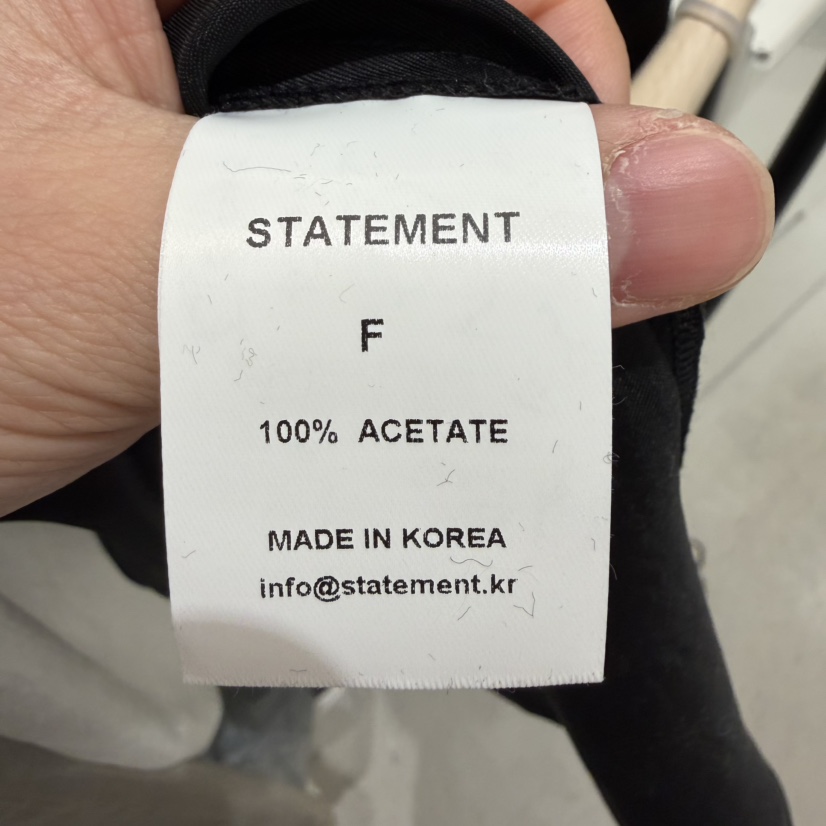 STATEMENT
F
100% ACETATE
MADE IN KOREA
info@statement.kr